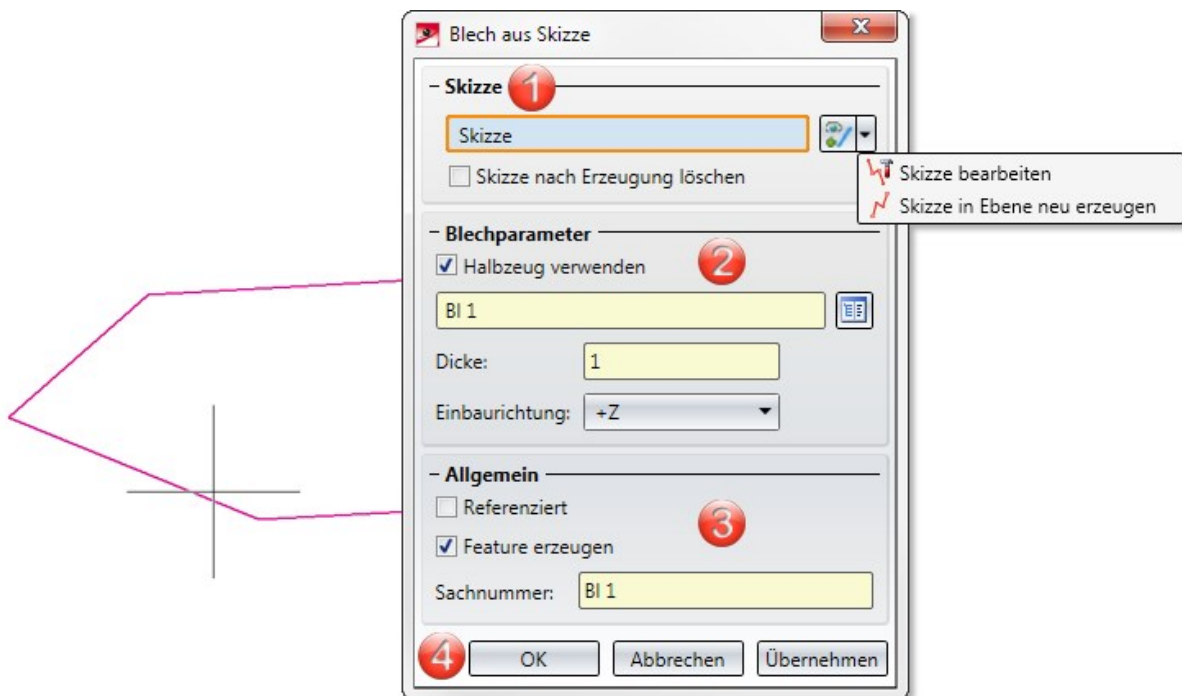 Blech aus Skizze
Skizze 1
Skizze
Skizze nach Erzeugung löschen
Skizze bearbeiten
Skizze in Ebene neu erzeugen
Blechparameter
2
Halbzeug verwenden
Bl 1
Dicke: 1
Einbaurichtung: +Z
Allgemein
Referenziert
3
Feature erzeugen
Sachnummer: Bl 1
4 OK Abbrechen Übernehmen